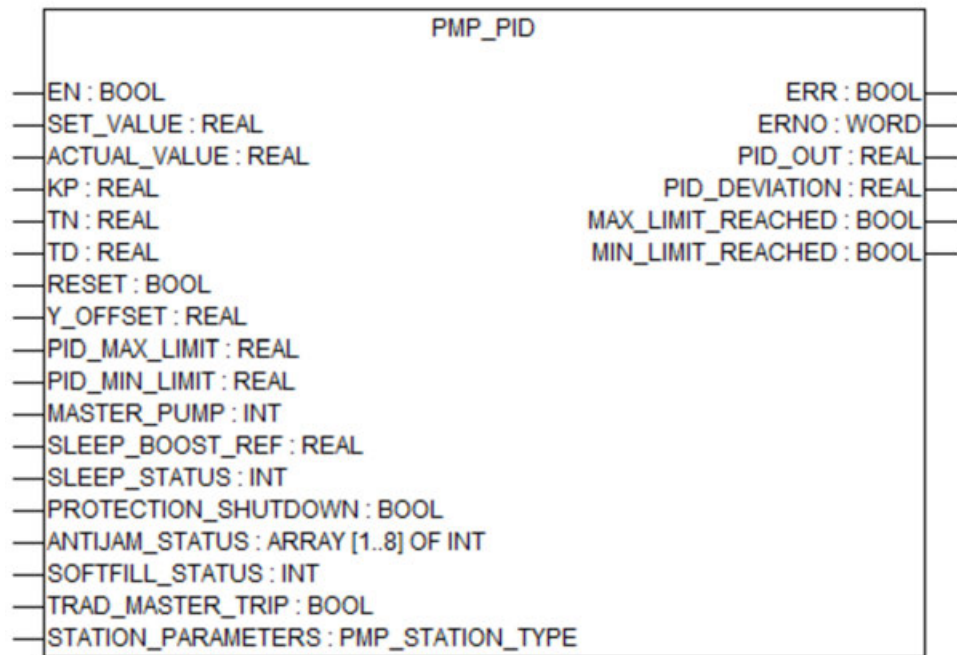 PMP_PID
EN : BOOL
ERR : BOOL
SET_VALUE : REAL
ERNO : WORD
ACTUAL_VALUE : REAL
PID_OUT : REAL
KP : REAL
PID_DEVIATION : REAL
TN : REAL
MAX_LIMIT_REACHED : BOOL
TD : REAL
MIN_LIMIT_REACHED : BOOL
RESET : BOOL
Y_OFFSET : REAL
PID_MAX_LIMIT : REAL
PID_MIN_LIMIT : REAL
MASTER_PUMP : INT
SLEEP_BOOST_REF : REAL
SLEEP_STATUS : INT
PROTECTION_SHUTDOWN : BOOL
ANTIJAM_STATUS : ARRAY [1..8] OF INT
SOFTFILL_STATUS : INT
TRAD_MASTER_TRIP : BOOL
STATION_PARAMETERS : PMP_STATION_TYPE